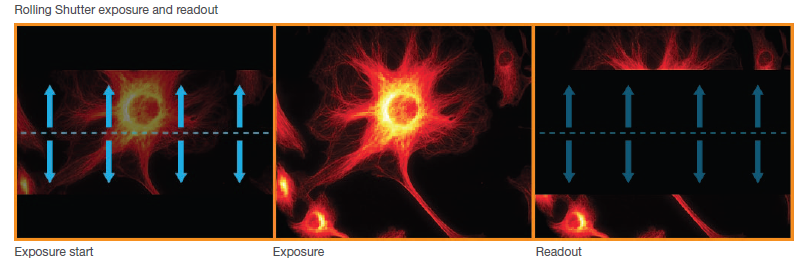 Rolling Shutter exposure and readout
Exposure start
Exposure
Readout